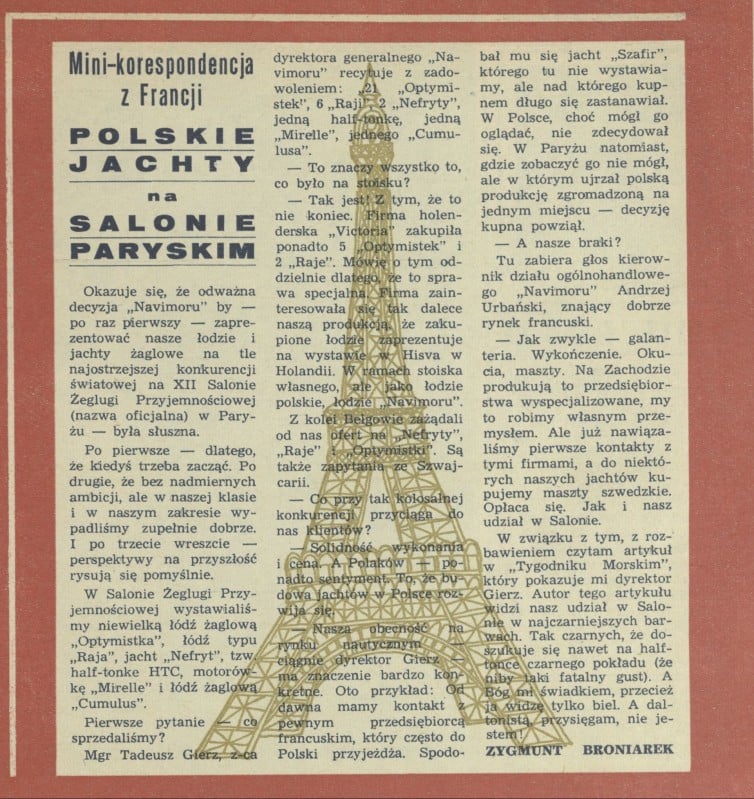 Mini-korespondencja
z Francji
POLSKIE
JACHTY
na
SALONIE
PARYSKIM
Okazuje się, że odważna
decyzja „Navimoru” by —
po raz pierwszy — zapre-
zentować nasze łodzie i
jachty żaglowe na tle
najostrzejszej konkurencji
światowej na XII Salonie
Żeglugi Przyjemnościowej
(nazwa oficjalna) w Pary-
żu — była słuszna.
Po pierwsze — dlatego,
że kiedyś trzeba zacząć. Po
drugie, że bez nadmiernych
ambicji, ale w naszej klasie
i w naszym zakresie wy-
padliśmy zupełnie dobrze.
I po trzecie wreszcie —
perspektywy na przyszłość
rysują się pomyślnie.
W Salonie Żeglugi Przy-
jemnościowej wystawialiś-
my niewielką łódź żaglową
„Optymistka”, łódź typu
„Raja”, jacht „Nefryt”, tzw.
half-tonke HTC, motorów-
kę „Mirelle” i łódź żaglową
„Cumulus”.
Pierwsze pytanie — co
sprzedaliśmy?
Mgr Tadeusz Gierz, z-ca
dyrektora generalnego „Na-
vimoru” recytuje z zado-
woleniem: 21 „Optymi-
stek”, 6 „Raji” 2 „Nefryty”,
jedną half-tonkę, jedną
„Mirelle”, jednego „Cumu-
lusa”.
— To znaczy wszystko to,
co było na stoisku?
— Tak jest! Z tym, że to
nie koniec. Firma holen-
derska „Victoria” zakupiła
ponadto 5 „Optymistek” i
2 „Raje”. Mówię o tym od-
dzielnie dlatego, że to spra-
wa specjalna. Firma zain-
teresowała się tak dalece
naszą produkcją, że zaku-
pione łodzie zaprezentuje
na wystawie w Hisva w
Holandii. W ramach stoiska
własnego, ale jako łodzie
polskie, łodzie „Navimoru”.
Z kolei Belgowie zażądali
od nas ofert na „Nefryty”,
„Raje” i „Optymistki”. Są
także zapytania ze Szwaj-
carii.
— Co przy tak kolosalnej
konkurencji przyciąga do
nas klientów?
— Solidność wykonania
i cena. A Polaków — po-
nadto sentyment. To, że bu-
dowa jachtów w Polsce roz-
wija się.
— Nasza obecność na
rynku nautycznym —
ciągnie dyrektor Gierz —
ma znaczenie bardzo kon-
kretne. Oto przykład: Od
dawna mamy kontakt z
pewnym przedsiębiorcą
francuskim, który często do
Polski przyjeżdża. Spodo-
bał mu się jacht „Szafir”,
którego tu nie wystawia-
my, ale nad którego kup-
nem długo się zastanawiał.
W Polsce, choć mógł go
oglądać, nie zdecydował
się. W Paryżu natomiast,
gdzie zobaczyć go nie mógł,
ale w którym ujrzał polską
produkcję zgromadzoną na
jednym miejscu — decyzję
kupna powziął.
— A nasze braki?
Tu zabiera głos kierow-
nik działu ogólnohandlowe-
go „Navimoru” Andrzej
Urbański, znający dobrze
rynek francuski.
— Jak zwykle — galan-
teria. Wykończenie. Oku-
cia, maszty. Na Zachodzie
produkują to przedsiębior-
stwa wyspecjalizowane, my
to robimy własnym prze-
mysłem. Ale już nawiąza-
liśmy pierwsze kontakty z
tymi firmami, a do niektó-
rych naszych jachtów ku-
pujemy maszty szwedzkie.
Opłaca się. Jak i nasz
udział w Salonie.
W związku z tym, z roz-
bawieniem czytam artykuł
w „Tygodniku Morskim”,
który pokazuje mi dyrektor
Gierz. Autor tego artykułu
widzi nasz udział w Salo-
nie w najczarniejszych bar-
wach. Tak czarnych, że do-
szukuje się nawet na half-
tonce czarnego pokładu (że
niby taki fatalny gust). A
Bóg mi świadkiem, przecież
ja widzę tylko biel. A dal-
tonistą, przysięgam, nie je-
stem!
ZYGMUNT BRONIAREK